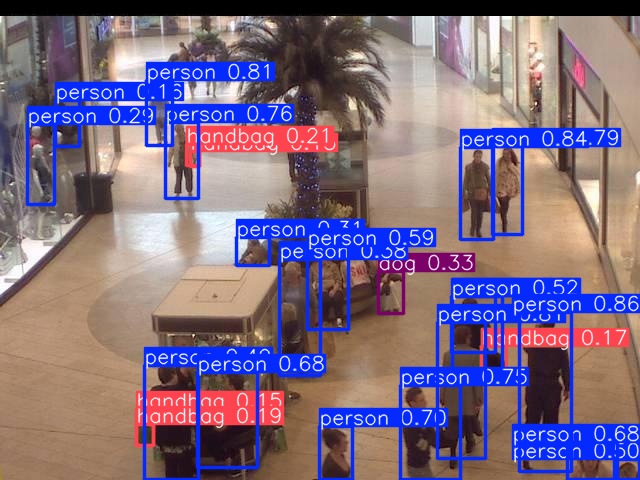 person 0.81
person 0.16
person 0.29
person 0.76
handbag 0.21
person 0.84
.79
person 0.31
person 0.59
person 0.38
dog 0.33
person 0.52
person 0.86
person 0.81
handbag 0.17
person 0.68
person 0.75
handbag 0.15
handbag 0.19
person 0.70
person 0.68
person 0.50